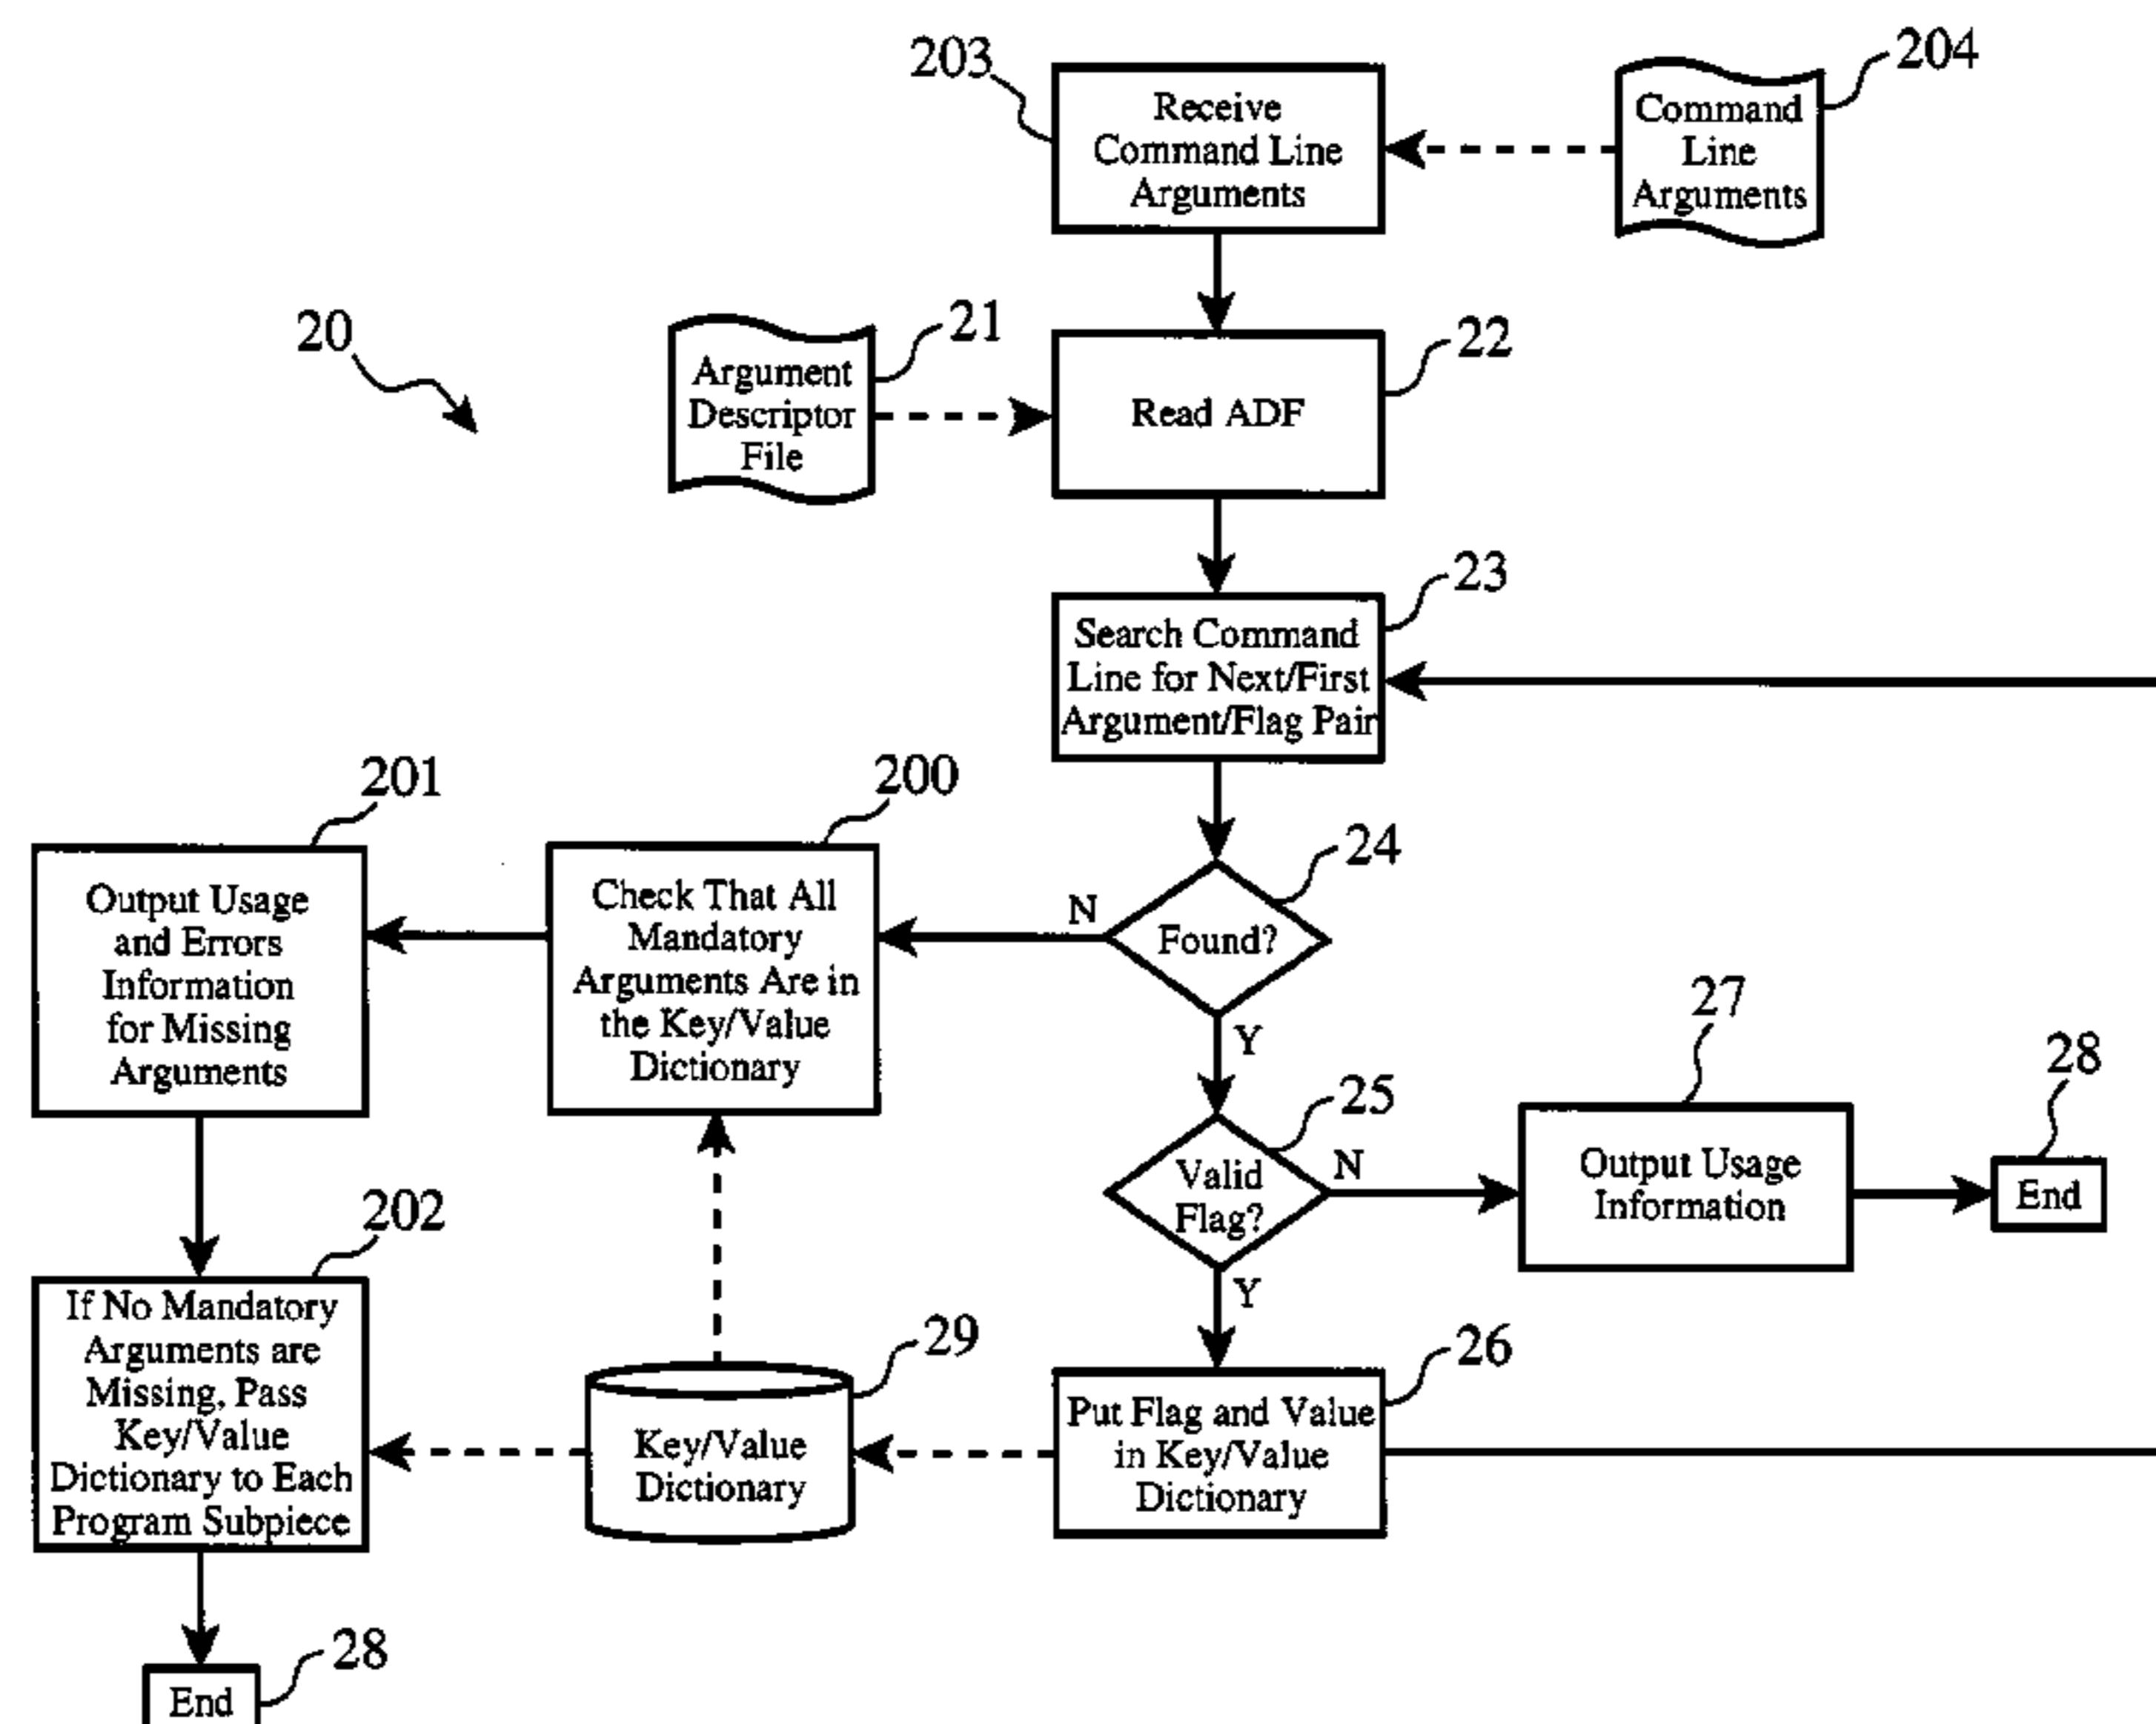 203
Receive
Command Line
Arguments
Command
Line
Arguments
204
20
Argument
Descriptor
File
21
Read ADF
22
Search Command
Line for Next/First
Argument/Flag Pair
23
201
Output Usage
and Errors
Information
for Missing
Arguments
200
Check That All
Mandatory
Arguments Are in
the Key/Value
Dictionary
N
Found?
24
Y
Valid
Flag?
25
N
27
Output Usage
Information
28
End
Y
202
If No Mandatory
Arguments are
Missing, Pass
Key/Value
Dictionary to Each
Program Subpiece
29
Key/Value
Dictionary
26
Put Flag and Value
in Key/Value
Dictionary
28
End